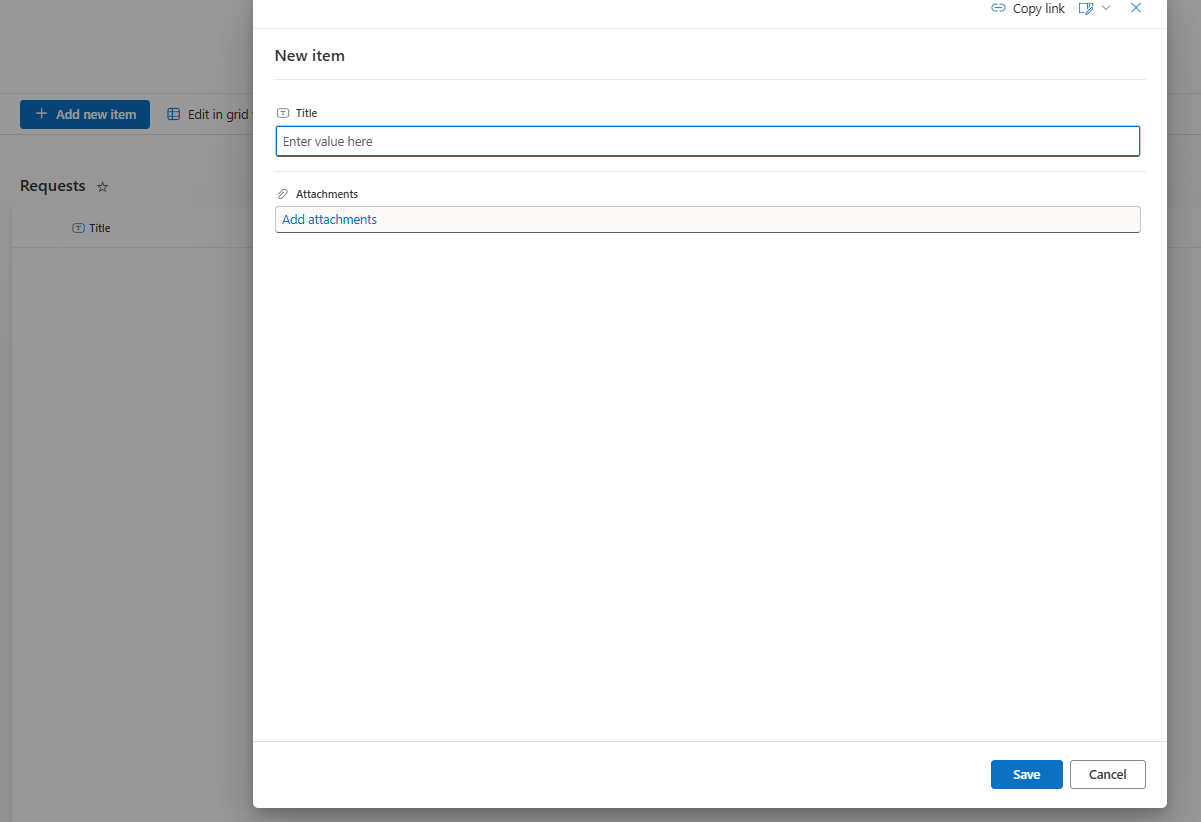 Copy link
New item
Add new item
Edit in grid
Title
Enter value here
Requests
Attachments
Add attachments
Title
Save
Cancel